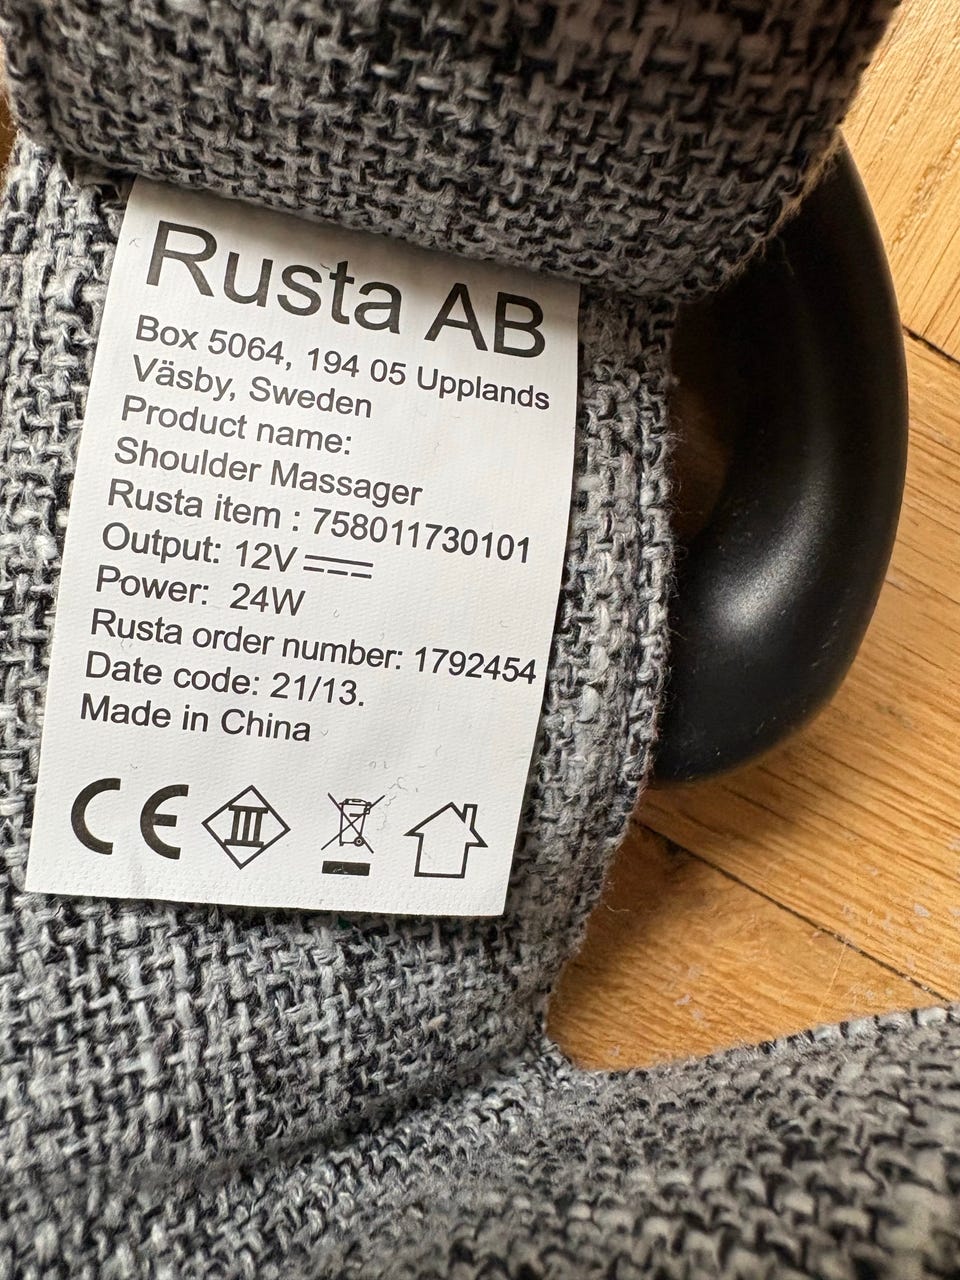 Rusta AB
Box 5064, 194 05 Upplands
Väsby, Sweden
Product name:
Shoulder Massager
Rusta item : 758011730101
Output: 12V
Power: 24W
Rusta order number: 1792454
Date code: 21/13.
Made in China
CE III